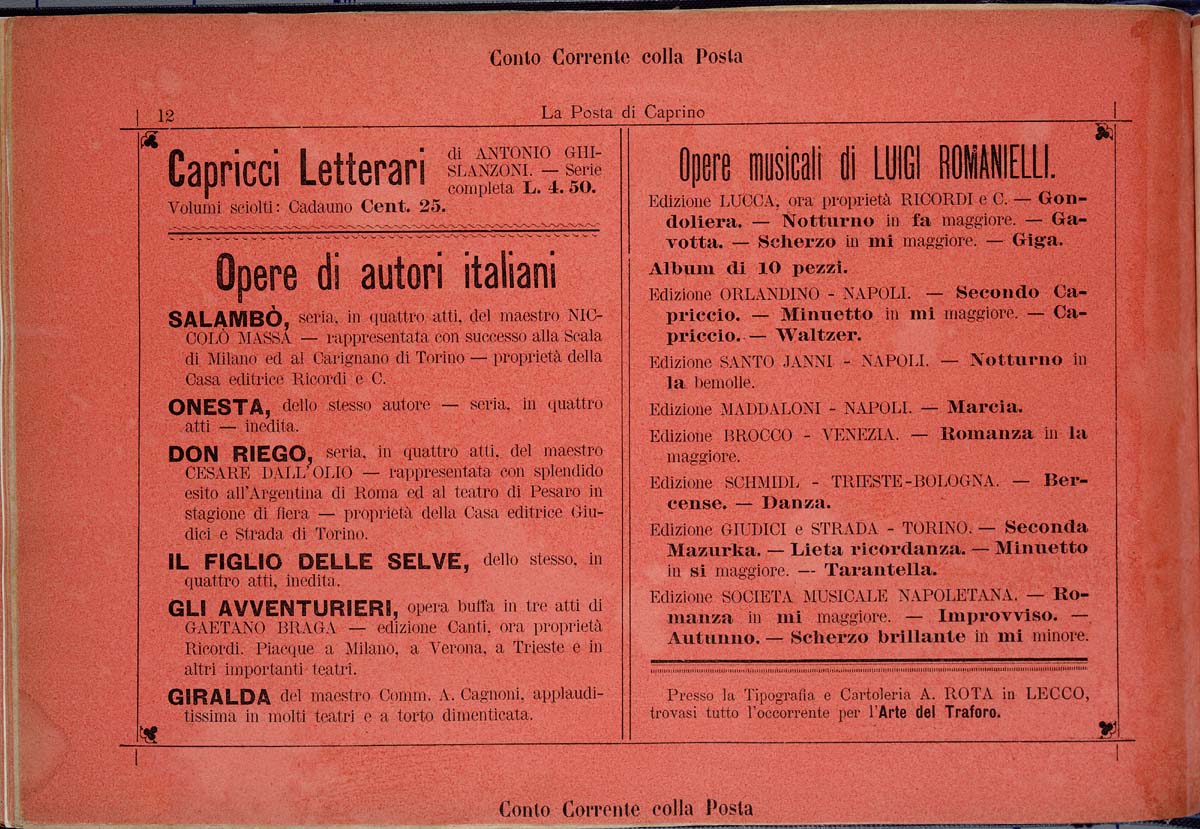 Conto Corrente colla Posta
12
La Posta di Caprino
Capricci Letterari
di ANTONIO GHI-
SLANZONI. — Serie
completa L. 4. 50.
Volumi sciolti: Cadauno Cent. 25.
Opere di autori italiani
SALAMBÒ, seria, in quattro atti, del maestro NIC-
COLÒ MASSA — rappresentata con successo alla Scala
di Milano ed al Carignano di Torino — proprietà della
Casa editrice Ricordi e C.
ONESTA, dello stesso autore — seria, in quattro
atti — inedita.
DON RIEGO, seria, in quattro atti, del maestro
CESARE DALL'OLIO — rappresentata con splendido
esito all'Argentina di Roma ed al teatro di Pesaro in
stagione di fiera — proprietà della Casa editrice Giu-
dici e Strada di Torino.
IL FIGLIO DELLE SELVE, dello stesso, in
quattro atti, inedita.
GLI AVVENTURIERI, opera buffa in tre atti di
GAETANO BRAGA — edizione Canti, ora proprietà
Ricordi. Piacque a Milano, a Verona, a Trieste e in
altri importanti teatri.
GIRALDA del maestro Comm. A. Cagnoni, applaudi-
tissima in molti teatri e a torto dimenticata.
Opere musicali di LUIGI ROMANIELLI.
Edizione LUCCA, ora proprietà RICORDI e C. — Gon-
doliera. — Notturno in fa maggiore. — Ga-
votta. — Scherzo in mi maggiore. — Giga.
Album di 10 pezzi.
Edizione ORLANDINO - NAPOLI. — Secondo Ca-
priccio. — Minuetto in mi maggiore. — Ca-
priccio. — Waltzer.
Edizione SANTO JANNI - NAPOLI. — Notturno in
la bemolle.
Edizione MADDALONI - NAPOLI. — Marcia.
Edizione BROCCO - VENEZIA. — Romanza in la
maggiore.
Edizione SCHMIDL - TRIESTE-BOLOGNA. — Ber-
cense. — Danza.
Edizione GIUDICI e STRADA - TORINO. — Seconda
Mazurka. — Lieta ricordanza. — Minuetto
in si maggiore. — Tarantella.
Edizione SOCIETA MUSICALE NAPOLETANA. — Ro-
manza in mi maggiore. — Improvviso. —
Autunno. — Scherzo brillante in mi minore.
Presso la Tipografia e Cartoleria A. ROTA in LECCO,
trovasi tutto l'occorrente per l'Arte del Traforo.
Conto Corrente colla Posta